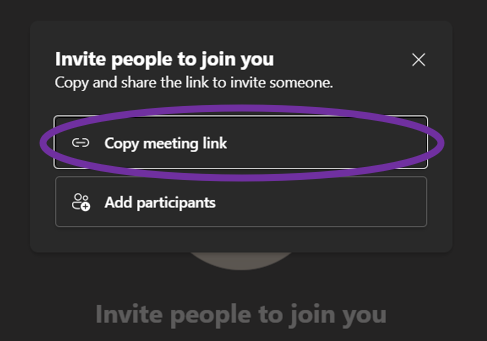 Invite people to join you
Copy and share the link to invite someone.
Copy meeting link
Add participants
Invite people to join you